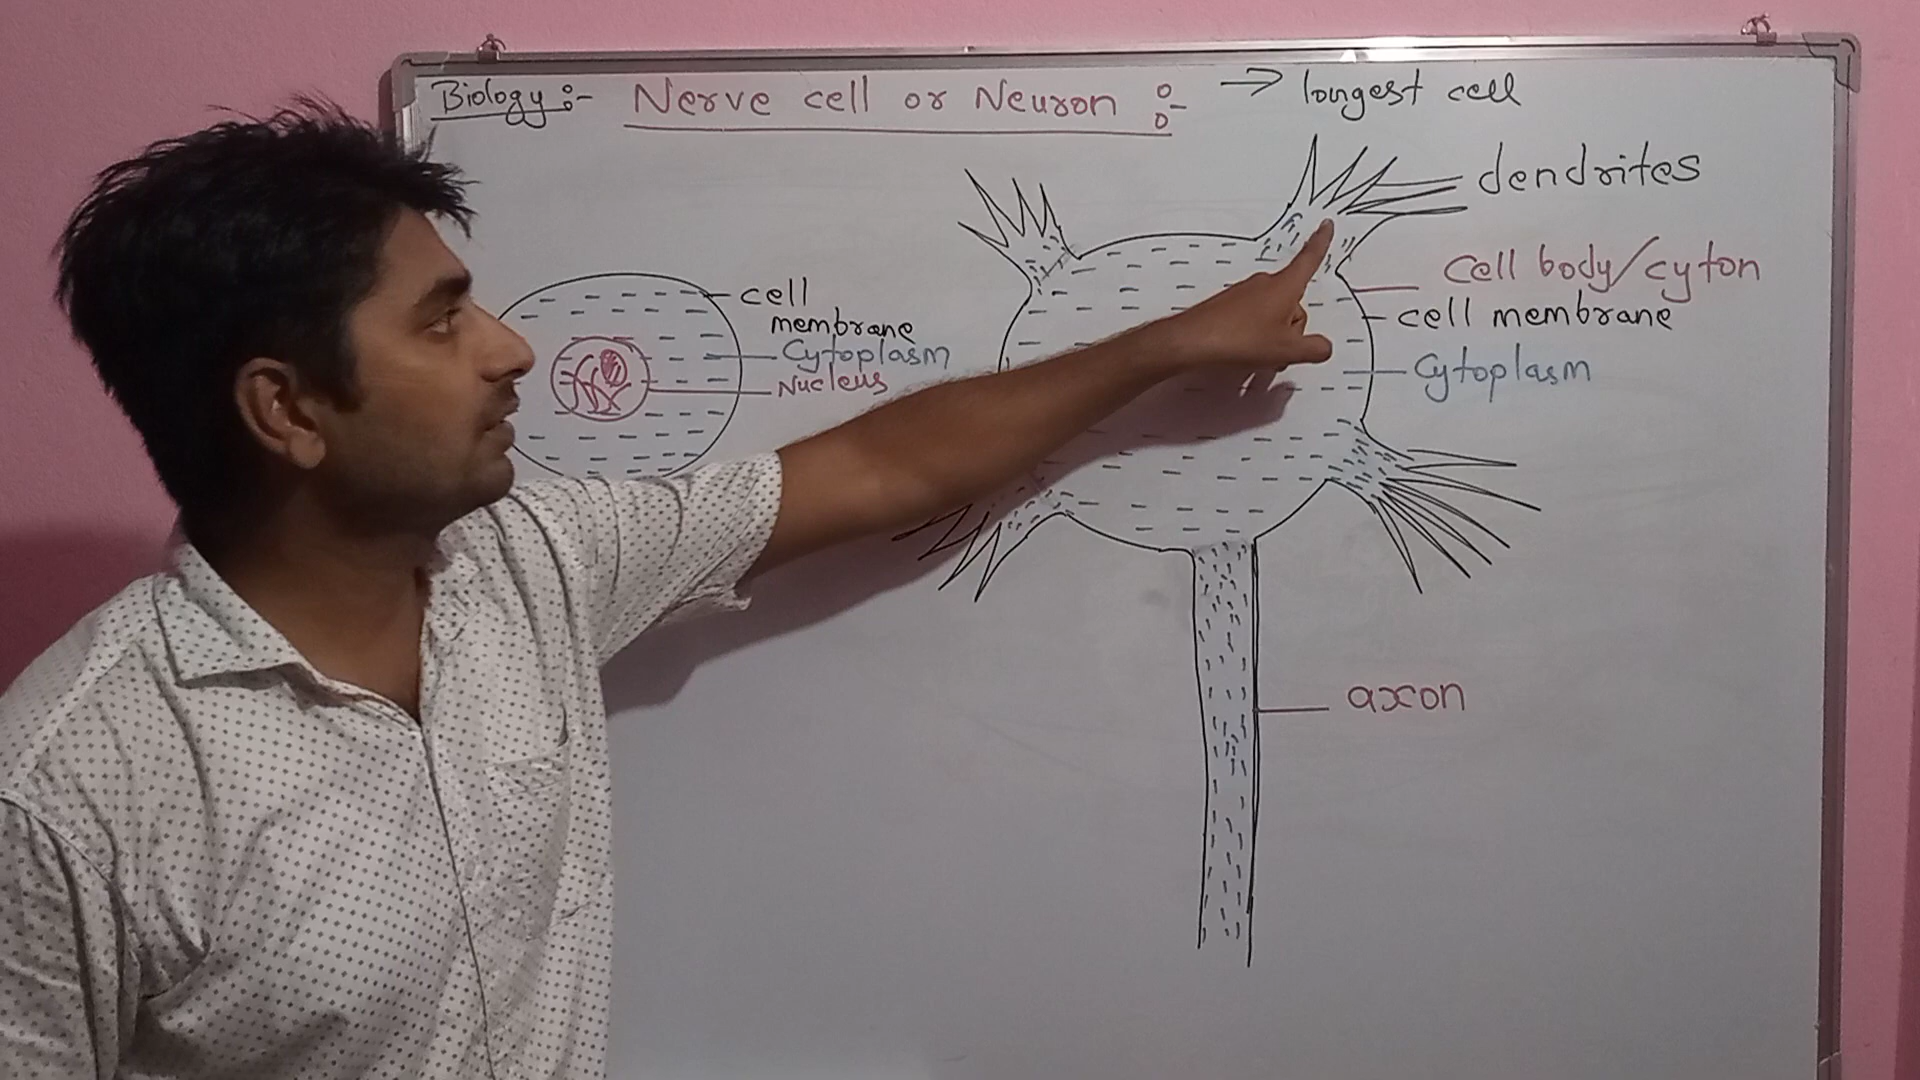 Biology :- Nerve cell or Neuron :- → longest cell
dendrites
Cell body/cyton
cell membrane
Cytoplasm
cell
membrane
Cytoplasm
Nucleus
axon